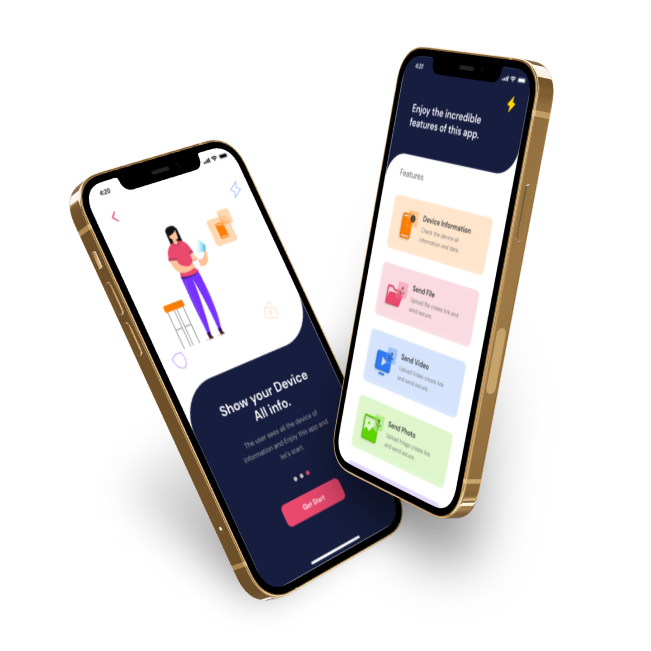 4:20
Show your Device
All info.
The user sees all the device of
information and Enjoy this app and
let's start.
Get Start
4:20
Enjoy the incredible
features of this app.
Features
Device Information
Check the device all
information and data.
Send File
Upload file create link and
send secure.
Send Video
Upload Video create link
and send secure.
Send Photo
Upload Image create link
and send secure.